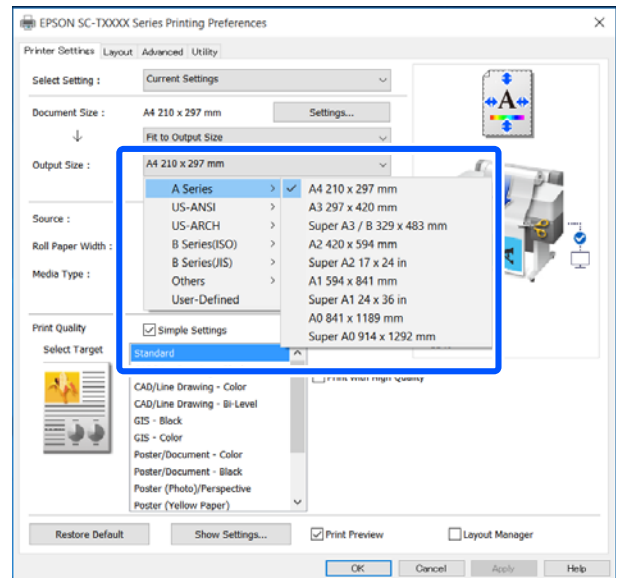 EPSON SC-TXXXX Series Printing Preferences
Printer Settings Layout Advanced Utility
Select Setting : Current Settings
Document Size : A4 210 x 297 mm Settings...
Fit to Output Size
A
Output Size : A4 210 x 297 mm
A Series A4 210 x 297 mm
US-ANSI A3 297 x 420 mm
US-ARCH Super A3 / B 329 x 483 mm
B Series(ISO) A2 420 x 594 mm
B Series(JIS) Super A2 17 x 24 in
Others A1 594 x 841 mm
User-Defined Super A1 24 x 36 in
A0 841 x 1189 mm
Super A0 914 x 1292 mm
Source :
Roll Paper Width :
Media Type :
Print Quality Simple Settings
Select Target Standard
Print with High Quality
CAD/Line Drawing - Color
CAD/Line Drawing - Bi-Level
GIS - Black
GIS - Color
Poster/Document - Color
Poster/Document - Black
Poster (Photo)/Perspective
Poster (Yellow Paper)
Restore Default Show Settings... Print Preview Layout Manager
OK Cancel Apply Help